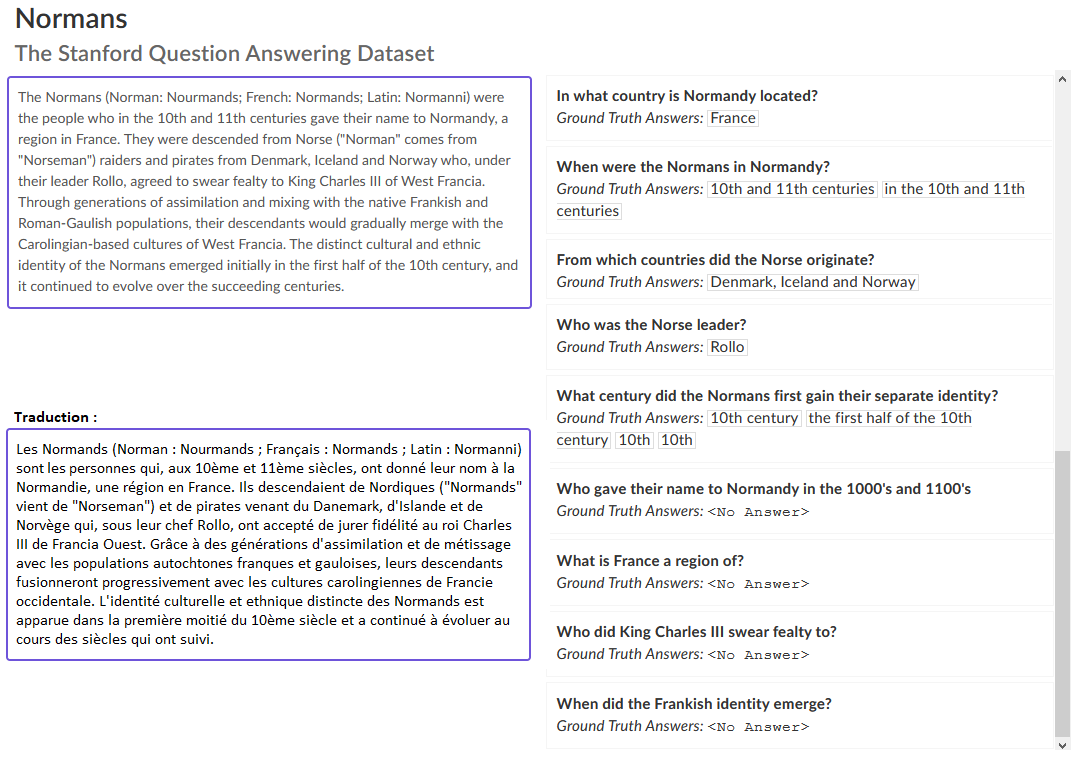 Normans
The Stanford Question Answering Dataset
The Normans (Norman: Nourmands; French: Normands; Latin: Normanni) were
the people who in the 10th and 11th centuries gave their name to Normandy, a
region in France. They were descended from Norse ("Norman" comes from
"Norseman") raiders and pirates from Denmark, Iceland and Norway who, under
their leader Rollo, agreed to swear fealty to King Charles III of West Francia.
Through generations of assimilation and mixing with the native Frankish and
Roman-Gaulish populations, their descendants would gradually merge with the
Carolingian-based cultures of West Francia. The distinct cultural and ethnic
identity of the Normans emerged initially in the first half of the 10th century, and
it continued to evolve over the succeeding centuries.
Traduction :
Les Normands (Norman : Nourmands ; Français : Normands ; Latin : Normanni)
sont les personnes qui, aux 10ème et 11ème siècles, ont donné leur nom à la
Normandie, une région en France. Ils descendaient de Nordiques ("Normands"
vient de "Norseman") et de pirates venant du Danemark, d'Islande et de
Norvège qui, sous leur chef Rollo, ont accepté de jurer fidélité au roi Charles
III de Francia Ouest. Grâce à des générations d'assimilation et de métissage
avec les populations autochtones franques et gauloises, leurs descendants
fusionneront progressivement avec les cultures carolingiennes de Francie
occidentale. L'identité culturelle et ethnique distincte des Normands est
apparue dans la première moitié du 10ème siècle et a continué à évoluer au
cours des siècles qui ont suivi.
In what country is Normandy located?
Ground Truth Answers: France
When were the Normans in Normandy?
Ground Truth Answers: 10th and 11th centuries in the 10th and 11th
centuries
From which countries did the Norse originate?
Ground Truth Answers: Denmark, Iceland and Norway
Who was the Norse leader?
Ground Truth Answers: Rollo
What century did the Normans first gain their separate identity?
Ground Truth Answers: 10th century the first half of the 10th
century 10th 10th
Who gave their name to Normandy in the 1000's and 1100's
Ground Truth Answers: <No Answer>
What is France a region of?
Ground Truth Answers: <No Answer>
Who did King Charles III swear fealty to?
Ground Truth Answers: <No Answer>
When did the Frankish identity emerge?
Ground Truth Answers: <No Answer>